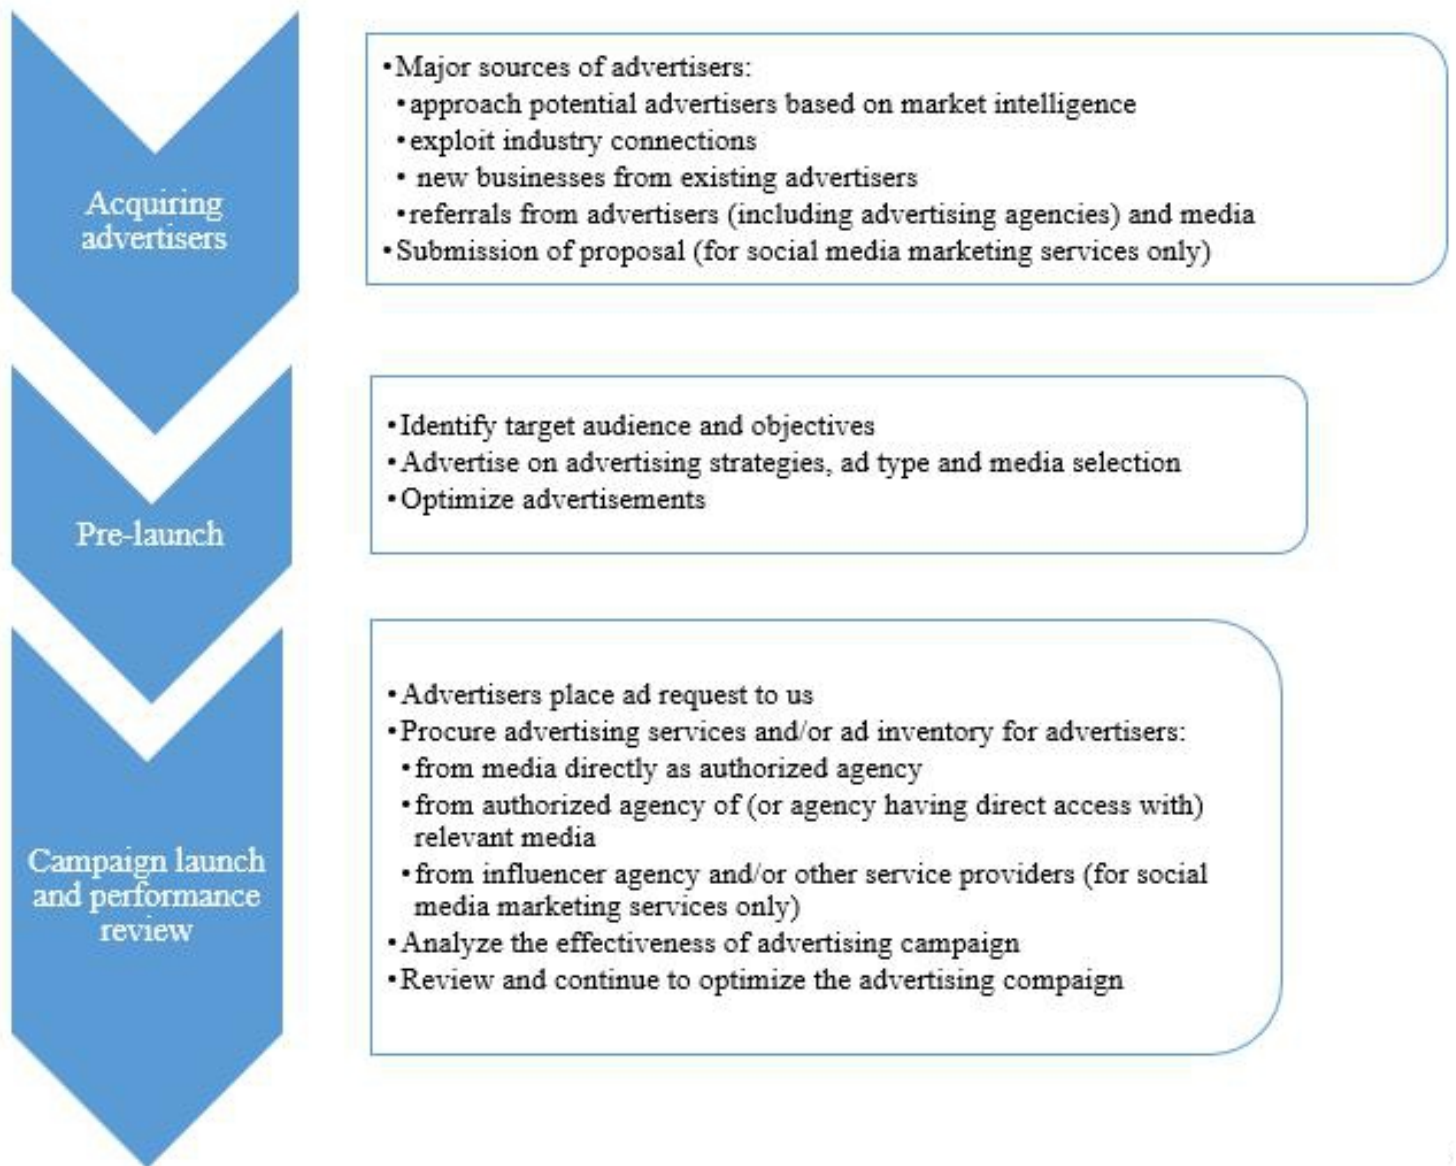 Acquiring
advertisers
•Major sources of advertisers:
•approach potential advertisers based on market intelligence
•exploit industry connections
• new businesses from existing advertisers
•referrals from advertisers (including advertising agencies) and media
•Submission of proposal (for social media marketing services only)
Pre-launch
•Identify target audience and objectives
•Advertise on advertising strategies, ad type and media selection
•Optimize advertisements
Campaign launch
and performance
review
•Advertisers place ad request to us
•Procure advertising services and/or ad inventory for advertisers:
•from media directly as authorized agency
•from authorized agency of (or agency having direct access with)
relevant media
•from influencer agency and/or other service providers (for social
media marketing services only)
•Analyze the effectiveness of advertising campaign
•Review and continue to optimize the advertising compaign